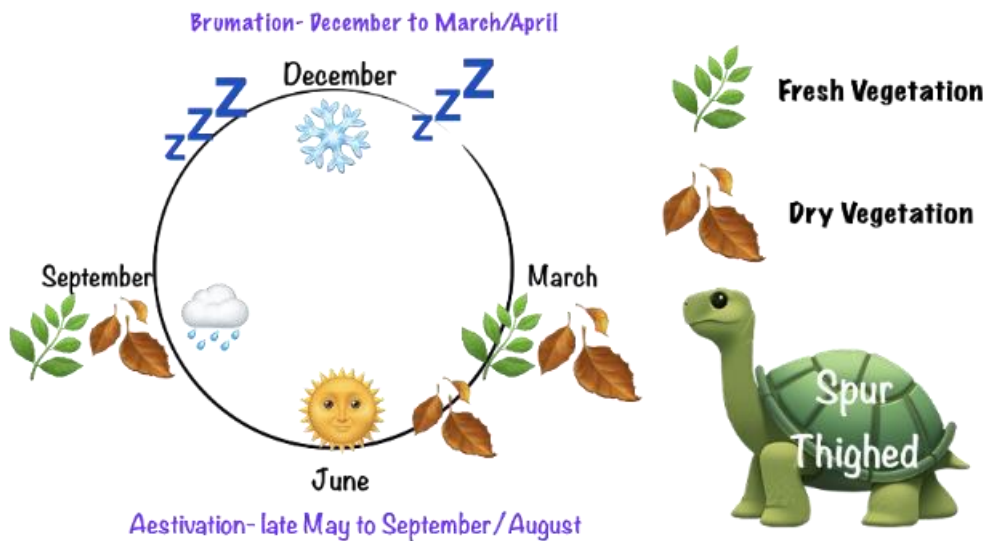 Brumation- December to March/April
December
z z Z
z z Z
Fresh Vegetation
Dry Vegetation
September
March
Spur
Thighed
June
Aestivation- late May to September/August